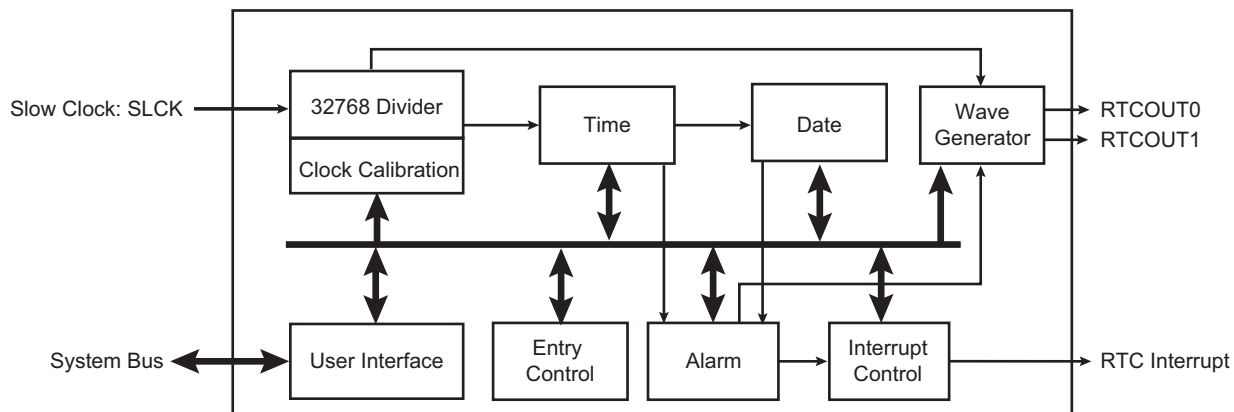 Slow Clock: SLCK
32768 Divider
Clock Calibration
Time
Date
Wave
Generator
RTCOUT0
RTCOUT1
System Bus
User Interface
Entry
Control
Alarm
Interrupt
Control
RTC Interrupt